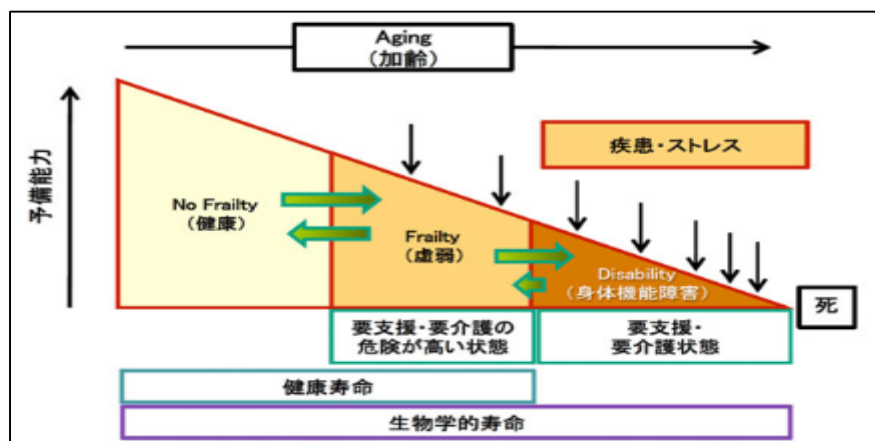 Aging
(加齢)
予備能力
疾患・ストレス
No Frailty
(健康)
Frailty
(虚弱)
Disability
(身体機能障害)
死
要支援・要介護の
危険が高い状態
要支援・
要介護状態
健康寿命
生物学的寿命